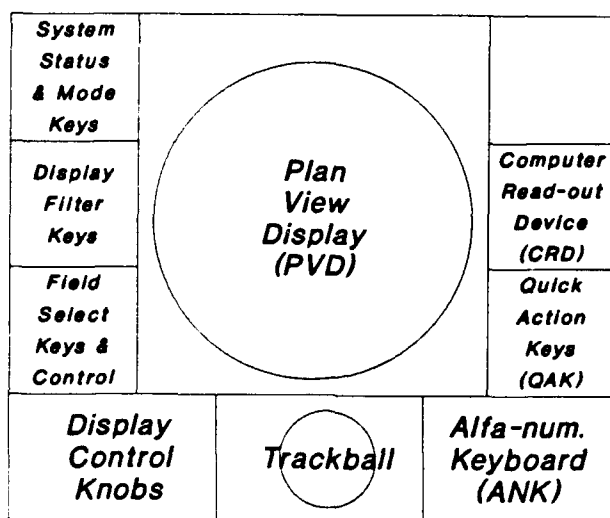 System
Status
& Mode
Keys
Display
Filter
Keys
Field
Select
Keys &
Control
Plan
View
Display
(PVD)
Computer
Read-out
Device
(CRD)
Quick
Action
Keys
(QAK)
Display
Control
Knobs
Trackball
Alfa-num.
Keyboard
(ANK)